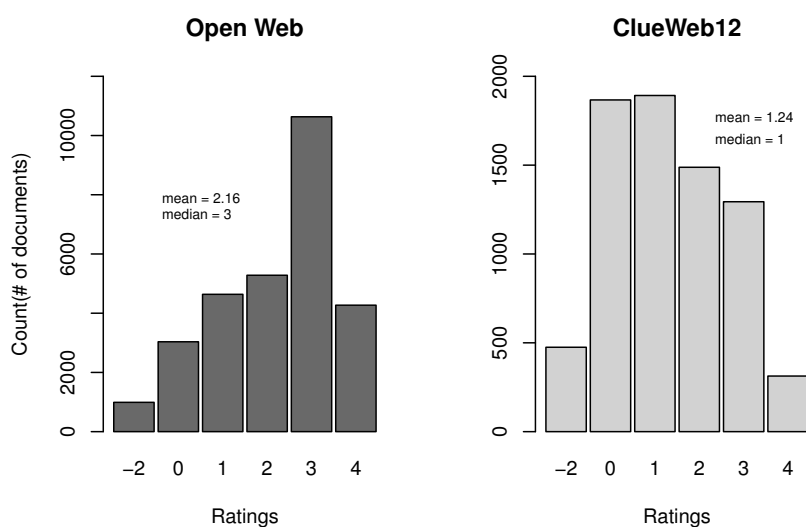 Open Web
Count(# of documents)
10000
6000
2000
0
mean = 2.16
median = 3
−2 0 1 2 3 4
Ratings
ClueWeb12
2000
1500
1000
500
0
mean = 1.24
median = 1
−2 0 1 2 3 4
Ratings